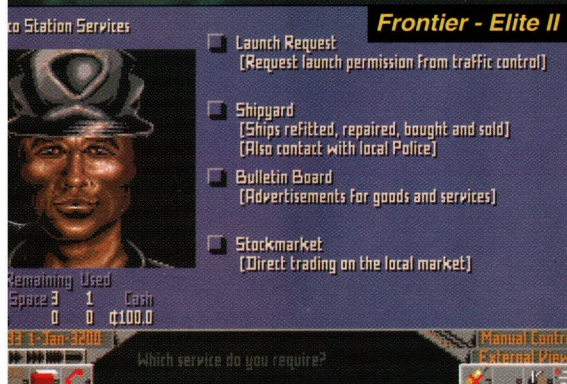 Frontier - Elite II
co Station Services
Launch Request
[Request launch permission from traffic control]
Shipyard
[Ships refitted, repaired, bought and sold]
[Also contact with local Police]
Bulletin Board
[Advertisements for goods and services]
Stockmarket
[Direct trading on the local market]
Remaining Used
Space 3 1 Cash
0 0 ¢100.0
1-Jan-3200
Manual Contr
External View
Which service do you require?